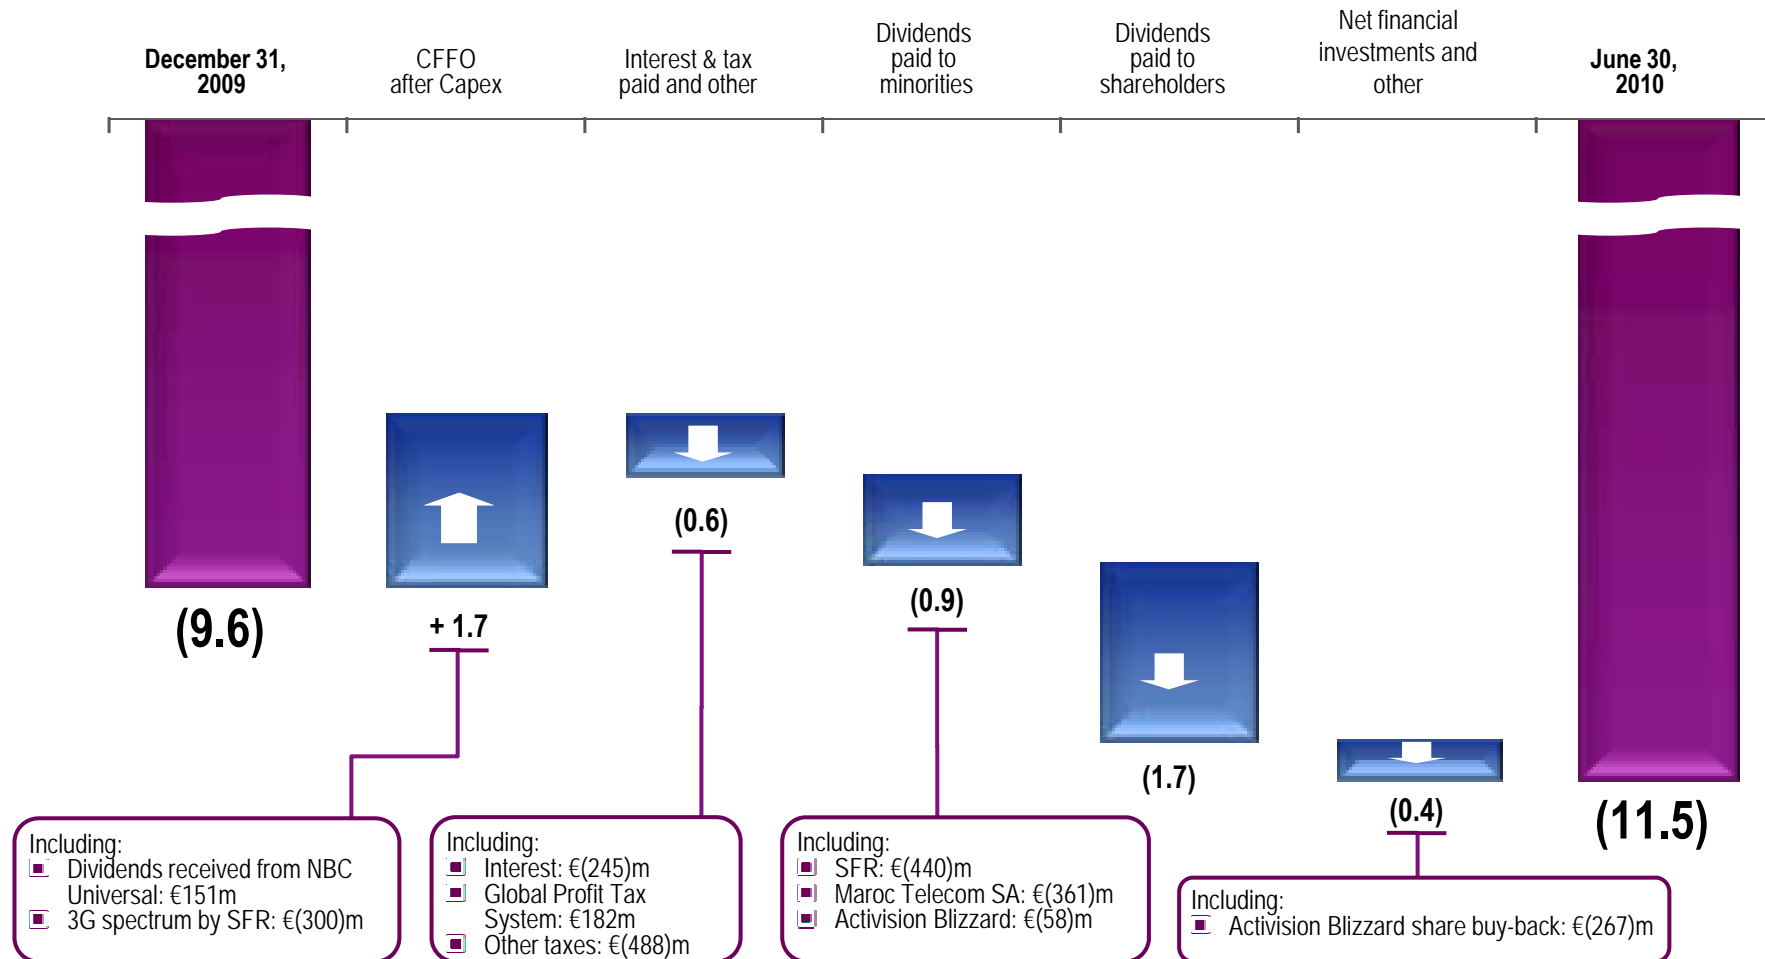 December 31,
2009
CFFO
after Capex
Interest & tax
paid and other
Dividends
paid to
minorities
Dividends
paid to
shareholders
Net financial
investments and
other
June 30,
2010
(9.6)
+ 1.7
(0.6)
(0.9)
(1.7)
(0.4)
(11.5)
Including:
Dividends received from NBC
Universal: €151m
3G spectrum by SFR: €(300)m
Including:
Interest: €(245)m
Global Profit Tax
System: €182m
Other taxes: €(488)m
Including:
SFR: €(440)m
Maroc Telecom SA: €(361)m
Activision Blizzard: €(58)m
Including:
Activision Blizzard share buy-back: €(267)m